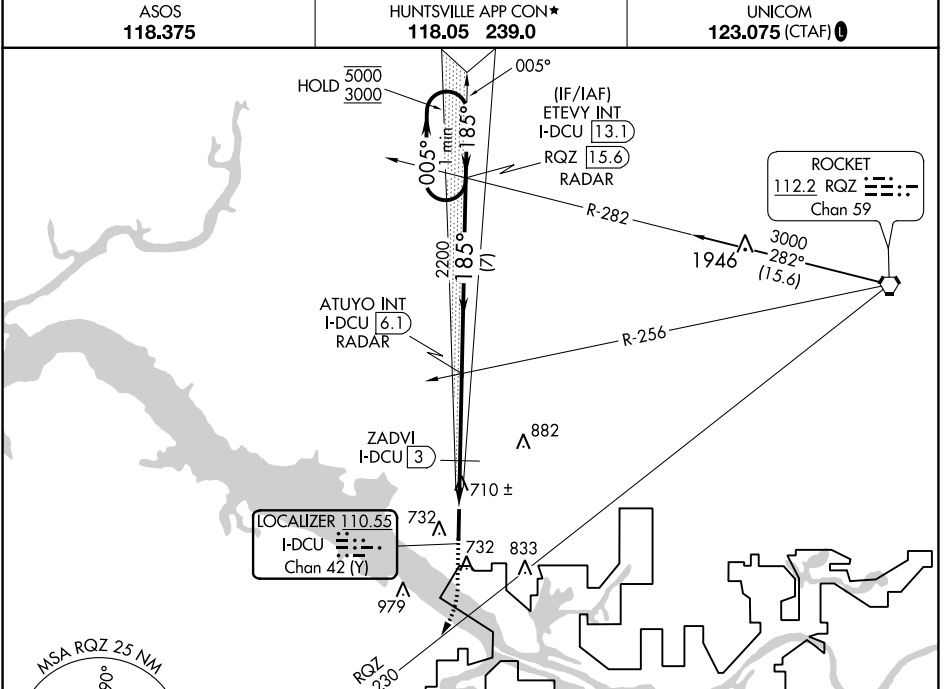 ASOS
118.375
HUNTSVILLE APP CON★
118.05 239.0
UNICOM
123.075 (CTAF) L
HOLD 5000
3000
005°
185°
005°
1 min
(IF/IAF)
ETEVY INT
I-DCU 13.1
RQZ 15.6
RADAR
ROCKET
112.2 RQZ
Chan 59
R-282
3000
282°
(15.6)
1946
2200
185°
(7)
ATUYO INT
I-DCU 6.1
RADAR
R-256
ZADVI
I-DCU 3
882
710 ±
LOCALIZER 110.55
I-DCU
Chan 42 (Y)
732
732
833
979
RQZ
230
MSA RQZ 25 NM
90°